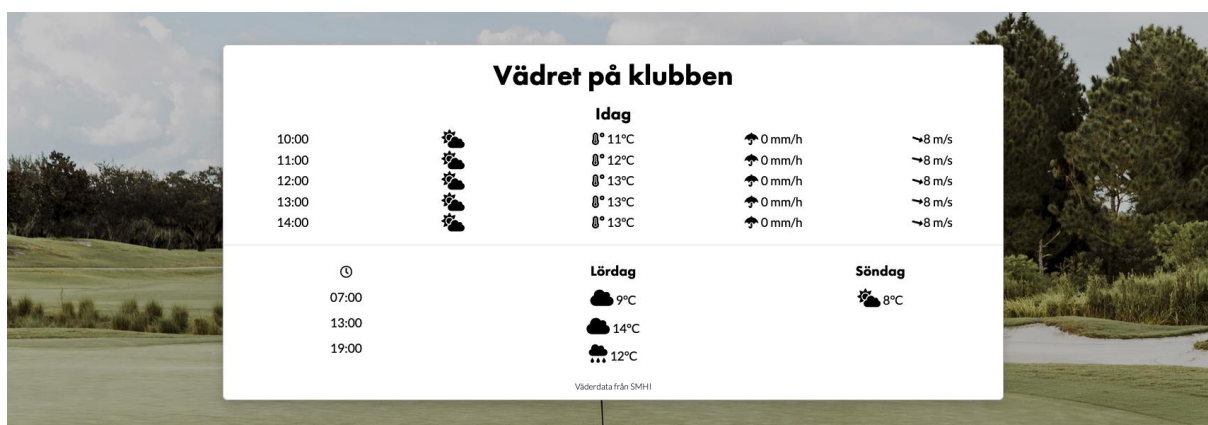 Vädret på klubben
Idag
10:00 11°C 0 mm/h 8 m/s
11:00 12°C 0 mm/h 8 m/s
12:00 13°C 0 mm/h 8 m/s
13:00 13°C 0 mm/h 8 m/s
14:00 13°C 0 mm/h 8 m/s
Lördag Söndag
07:00 9°C 8°C
13:00 14°C
19:00 12°C
Väderdata från SMHI